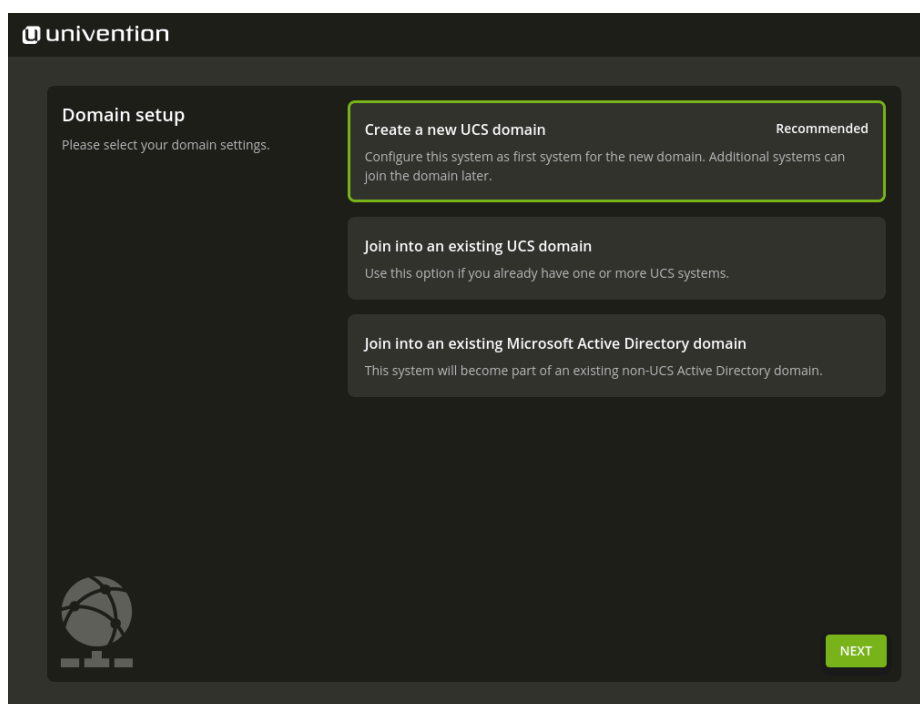 univention
Domain setup
Please select your domain settings.
Create a new UCS domain
Recommended
Configure this system as first system for the new domain. Additional systems can
join the domain later.
Join into an existing UCS domain
Use this option if you already have one or more UCS systems.
Join into an existing Microsoft Active Directory domain
This system will become part of an existing non-UCS Active Directory domain.
NEXT